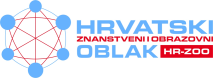 HRVATSKI
ZNANSTVENI I OBRAZOVNI
OBLAK HR-ZOO